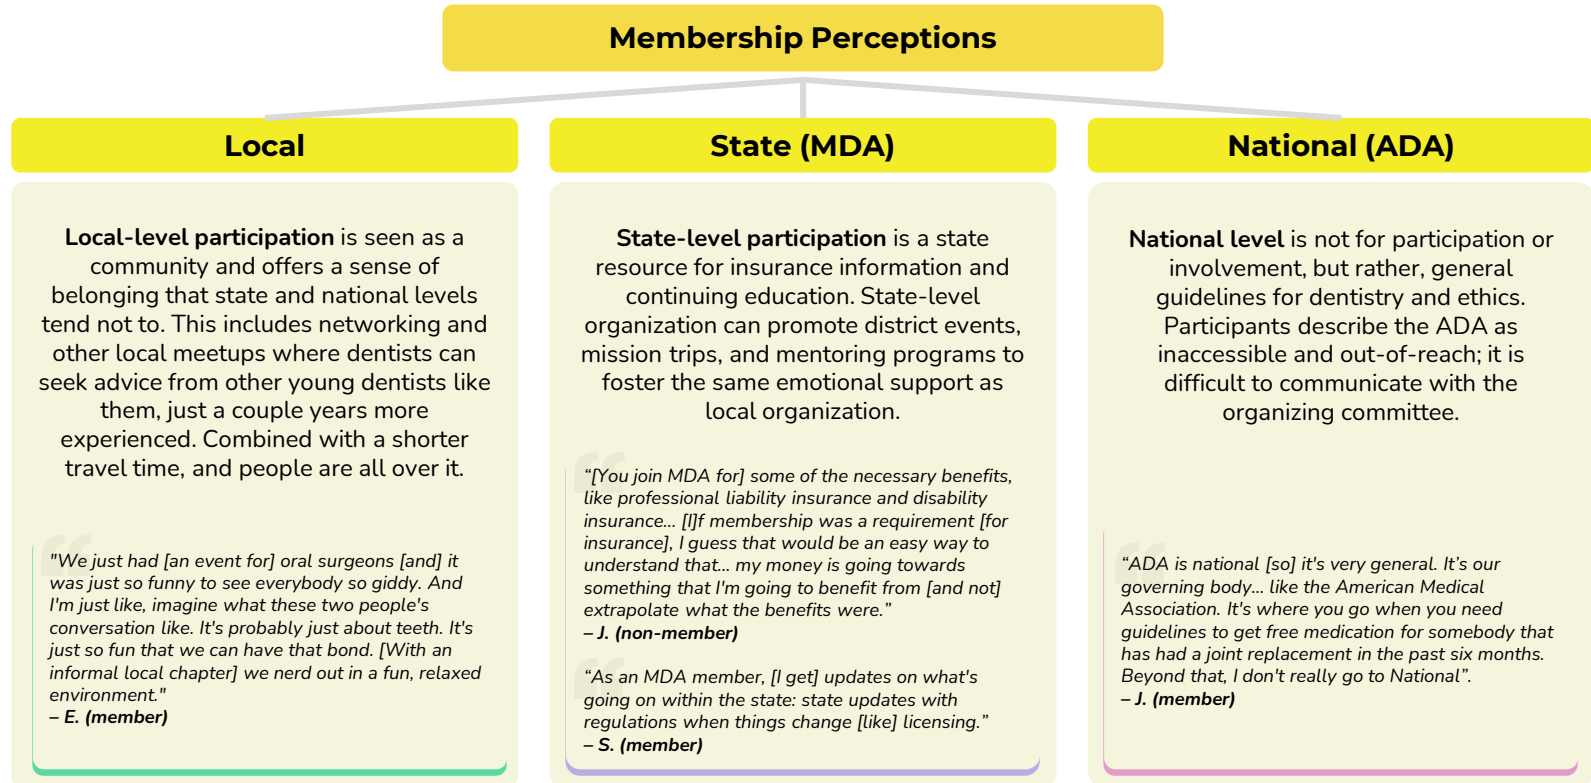 Membership Perceptions
Local
Local-level participation is seen as a
community and offers a sense of
belonging that state and national levels
tend not to. This includes networking and
other local meetups where dentists can
seek advice from other young dentists like
them, just a couple years more
experienced. Combined with a shorter
travel time, and people are all over it.
"We just had [an event for] oral surgeons [and] it
was just so funny to see everybody so giddy. And
I'm just like, imagine what these two people's
conversation like. It's probably just about teeth. It's
just so fun that we can have that bond. [With an
informal local chapter] we nerd out in a fun, relaxed
environment."
– E. (member)
State (MDA)
State-level participation is a state
resource for insurance information and
continuing education. State-level
organization can promote district events,
mission trips, and mentoring programs to
foster the same emotional support as
local organization.
“[You join MDA for] some of the necessary benefits,
like professional liability insurance and disability
insurance... [I]f membership was a requirement [for
insurance], I guess that would be an easy way to
understand that... my money is going towards
something that I'm going to benefit from [and not]
extrapolate what the benefits were.”
– J. (non-member)
“As an MDA member, [I get] updates on what's
going on within the state: state updates with
regulations when things change [like] licensing.”
– S. (member)
National (ADA)
National level is not for participation or
involvement, but rather, general
guidelines for dentistry and ethics.
Participants describe the ADA as
inaccessible and out-of-reach; it is
difficult to communicate with the
organizing committee.
“ADA is national [so] it's very general. It’s our
governing body... like the American Medical
Association. It's where you go when you need
guidelines to get free medication for somebody that
has had a joint replacement in the past six months.
Beyond that, I don't really go to National”.
– J. (member)